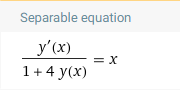 Separable equation
y′(x)
1 + 4 y(x)
= x